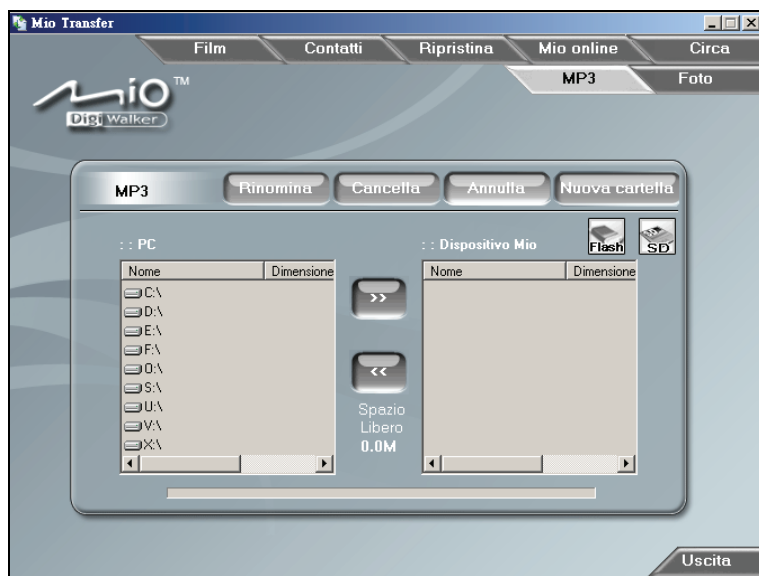 Mio Transfer
Film Contatti Ripristina Mio online Circa
MP3 Foto
Mio TM
Digi Walker
MP3 Rinomina Cancella Annulla Nuova cartella
: : PC : : Dispositivo Mio Flash SD
Nome Dimensione Nome Dimensione
C:\
D:\
E:\
F:\
O:\
S:\
U:\
V:\
X:\
>>
<<
Spazio
Libero
0.0M
Uscita